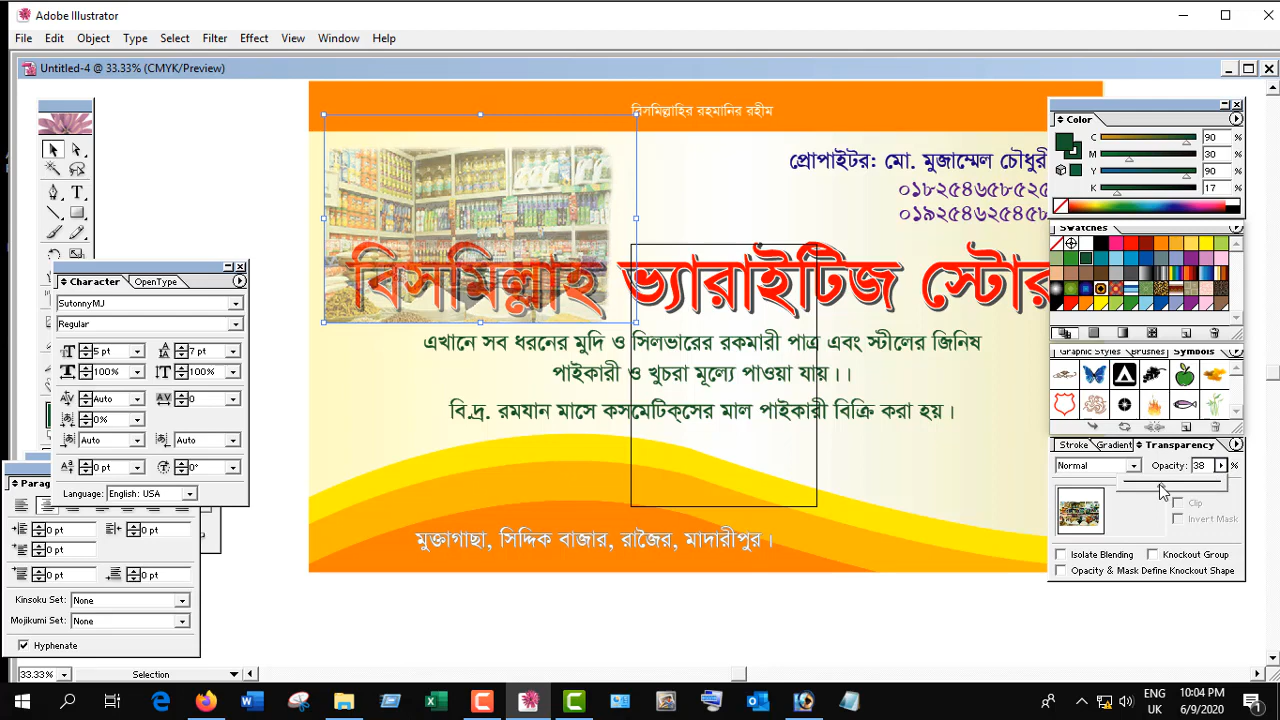 Adobe Illustrator
File Edit Object Type Select Filter Effect View Window Help
Untitled-4 @ 33.33% (CMYK/Preview)
বিসমিল্লাহির রহমানির রহীম
প্রোপাইটর: মো. মুজাম্মেল চৌধুরী
০১৮২৫৪৬৫৮৫২৫
০১৯২৫৪৬২৫৪৫৮
বিসমিল্লাহ ভ্যারাইটিজ স্টোর
এখানে সব ধরনের মুদি ও সিলভারের রকমারী পাত্র এবং স্টীলের জিনিষ
পাইকারী ও খুচরা মূল্যে পাওয়া যায়।।
বি.দ্র. রমযান মাসে কসমেটিক্সের মাল পাইকারী বিক্রি করা হয়।
মুক্তাগাছা, সিদ্দিক বাজার, রাজৈর, মাদারীপুর।
Character OpenType
SutonnyMJ
Regular
5 pt 7 pt
100% 100%
Auto 0
0%
Auto Auto
0 pt 0°
Language: English: USA
Parag
0 pt 0 pt
0 pt
0 pt 0 pt
Kinsoku Set: None
Mojikumi Set: None
Hyphenate
Color
C 90 %
M 30 %
Y 90 %
K 17 %
Swatches
Graphic Styles Brushes Symbols
Stroke Gradient Transparency
Normal Opacity: 38 %
Clip
Invert Mask
Isolate Blending Knockout Group
Opacity & Mask Define Knockout Shape
33.33% Selection
ENG
UK
10:04 PM
6/9/2020
1